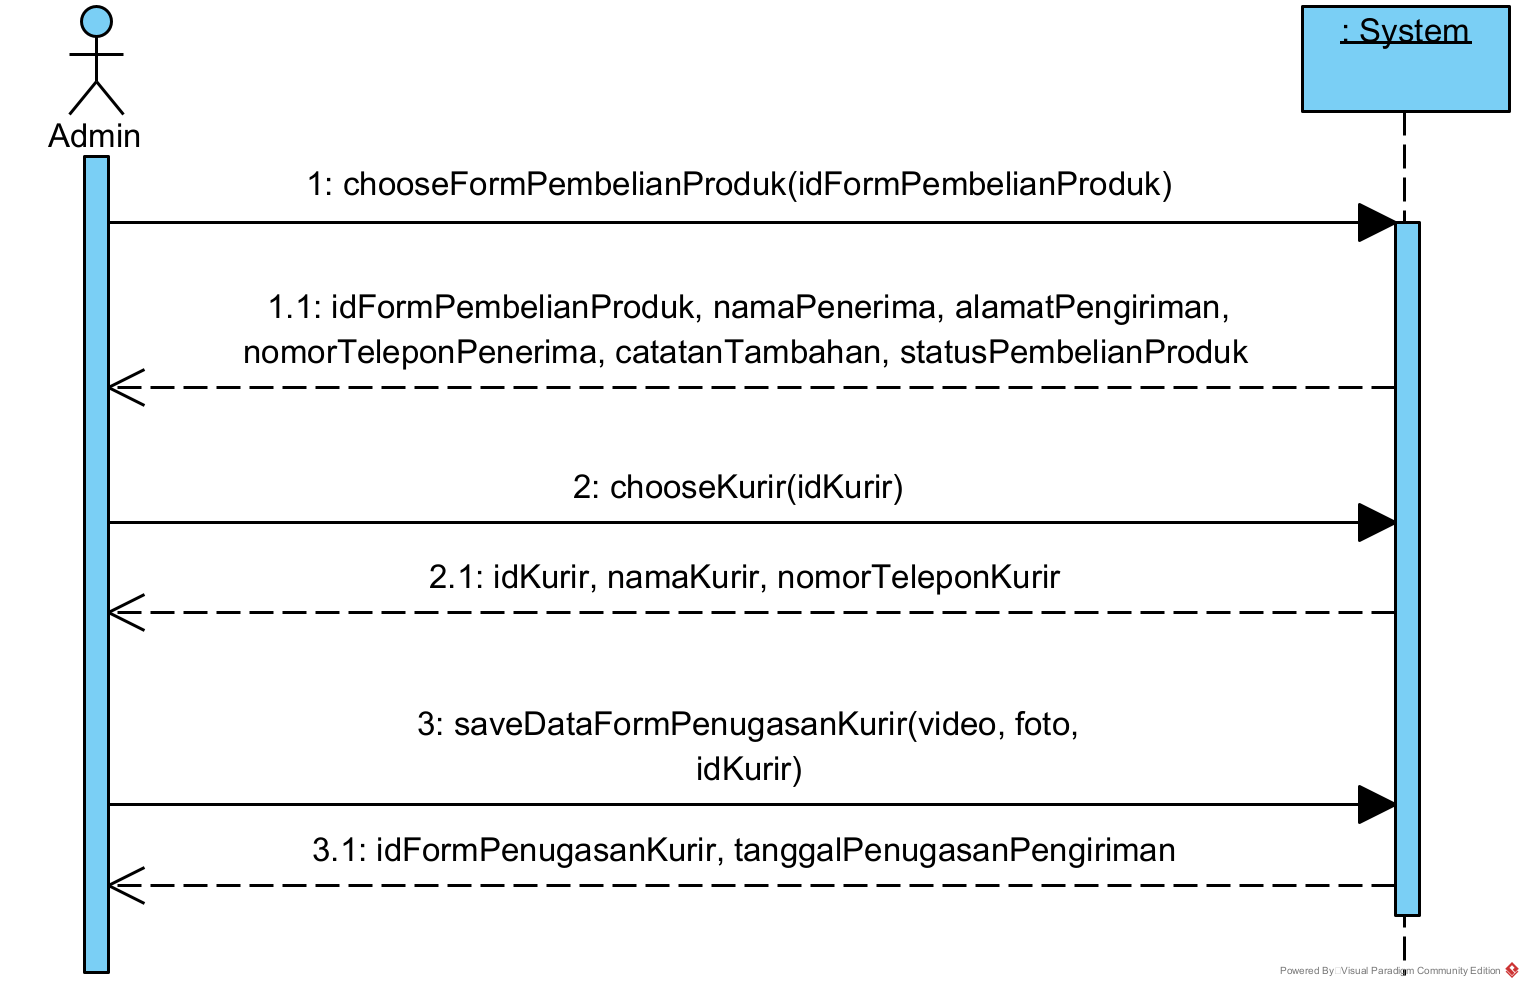 : System
Admin
1: chooseFormPembelianProduk(idFormPembelianProduk)
1.1: idFormPembelianProduk, namaPenerima, alamatPengiriman,
nomorTeleponPenerima, catatanTambahan, statusPembelianProduk
2: chooseKurir(idKurir)
2.1: idKurir, namaKurir, nomorTeleponKurir
3: saveDataFormPenugasanKurir(video, foto,
idKurir)
3.1: idFormPenugasanKurir, tanggalPenugasanPengiriman
Powered By Visual Paradigm Community Edition